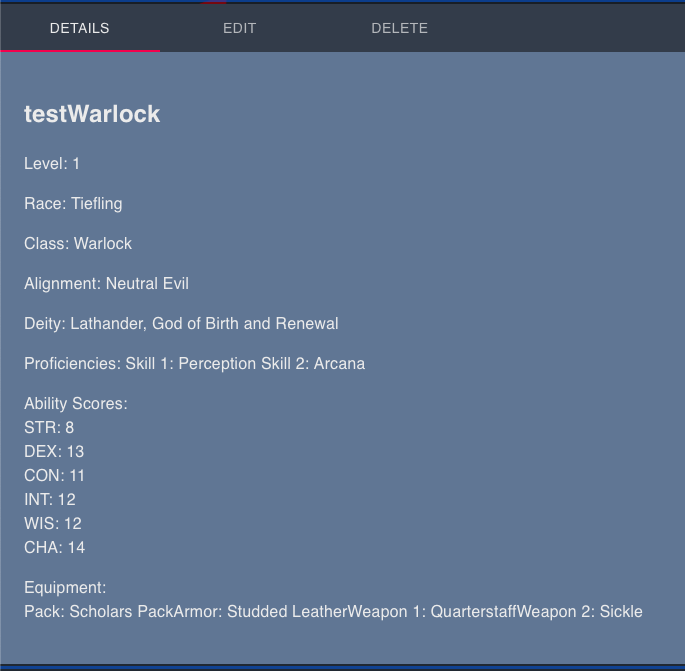 DETAILS EDIT DELETE
testWarlock
Level: 1
Race: Tiefling
Class: Warlock
Alignment: Neutral Evil
Deity: Lathander, God of Birth and Renewal
Proficiencies: Skill 1: Perception Skill 2: Arcana
Ability Scores:
STR: 8
DEX: 13
CON: 11
INT: 12
WIS: 12
CHA: 14
Equipment:
Pack: Scholars PackArmor: Studded LeatherWeapon 1: QuarterstaffWeapon 2: Sickle